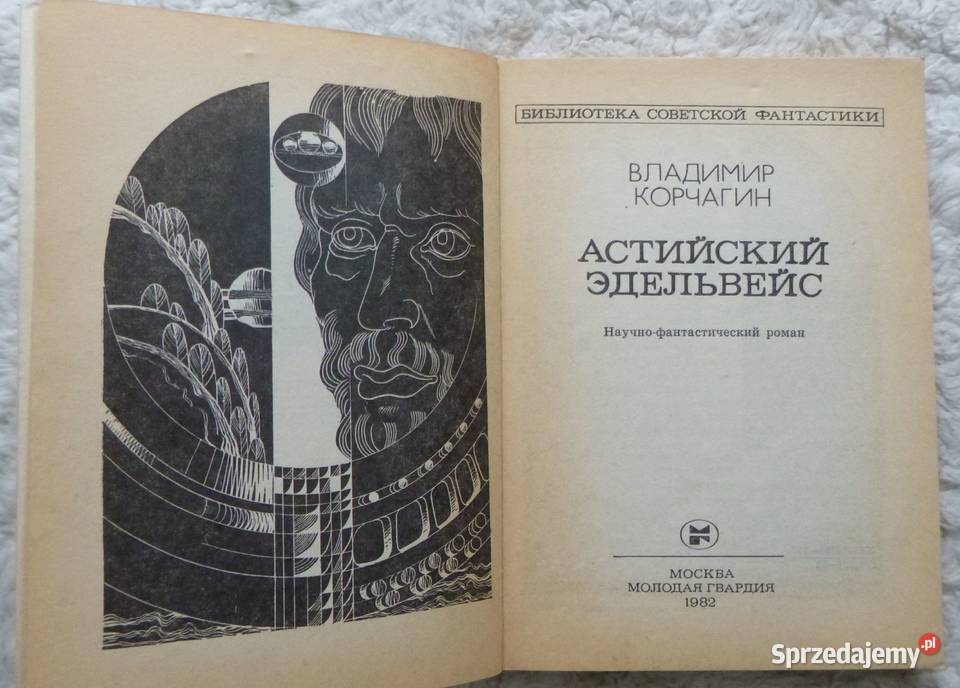 БИБЛИОТЕКА СОВЕТСКОЙ ФАНТАСТИКИ
ВЛАДИМИР
КОРЧАГИН
АСТИЙСКИЙ
ЭДЕЛЬВЕЙС
Научно-фантастический роман
МОСКВА
МОЛОДАЯ ГВАРДИЯ
1982
Sprzedajemy.pl